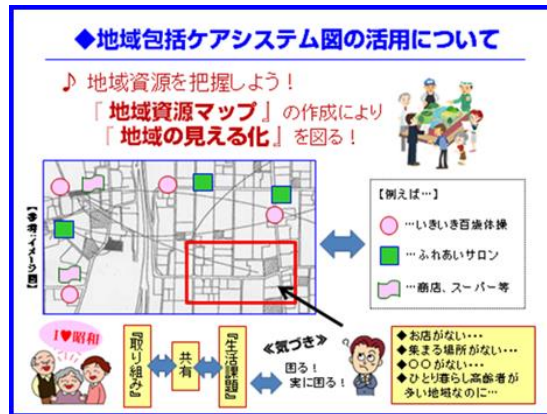 ◆地域包括ケアシステム図の活用について
♪ 地域資源を把握しよう！
『 地域資源マップ 』 の作成により
『 地域の見える化 』 を図る！
【参考：イメージ図】
【例えば…】
…いきいき百歳体操
…ふれあいサロン
…商店、スーパー等
I♥昭和
『取り組み』
共有
『生活課題』
≪気づき≫
困る！
実に困る！
◆お店がない…
◆集まる場所がない…
◆〇〇がない…
◆ひとり暮らし高齢者が
多い地域なのに…